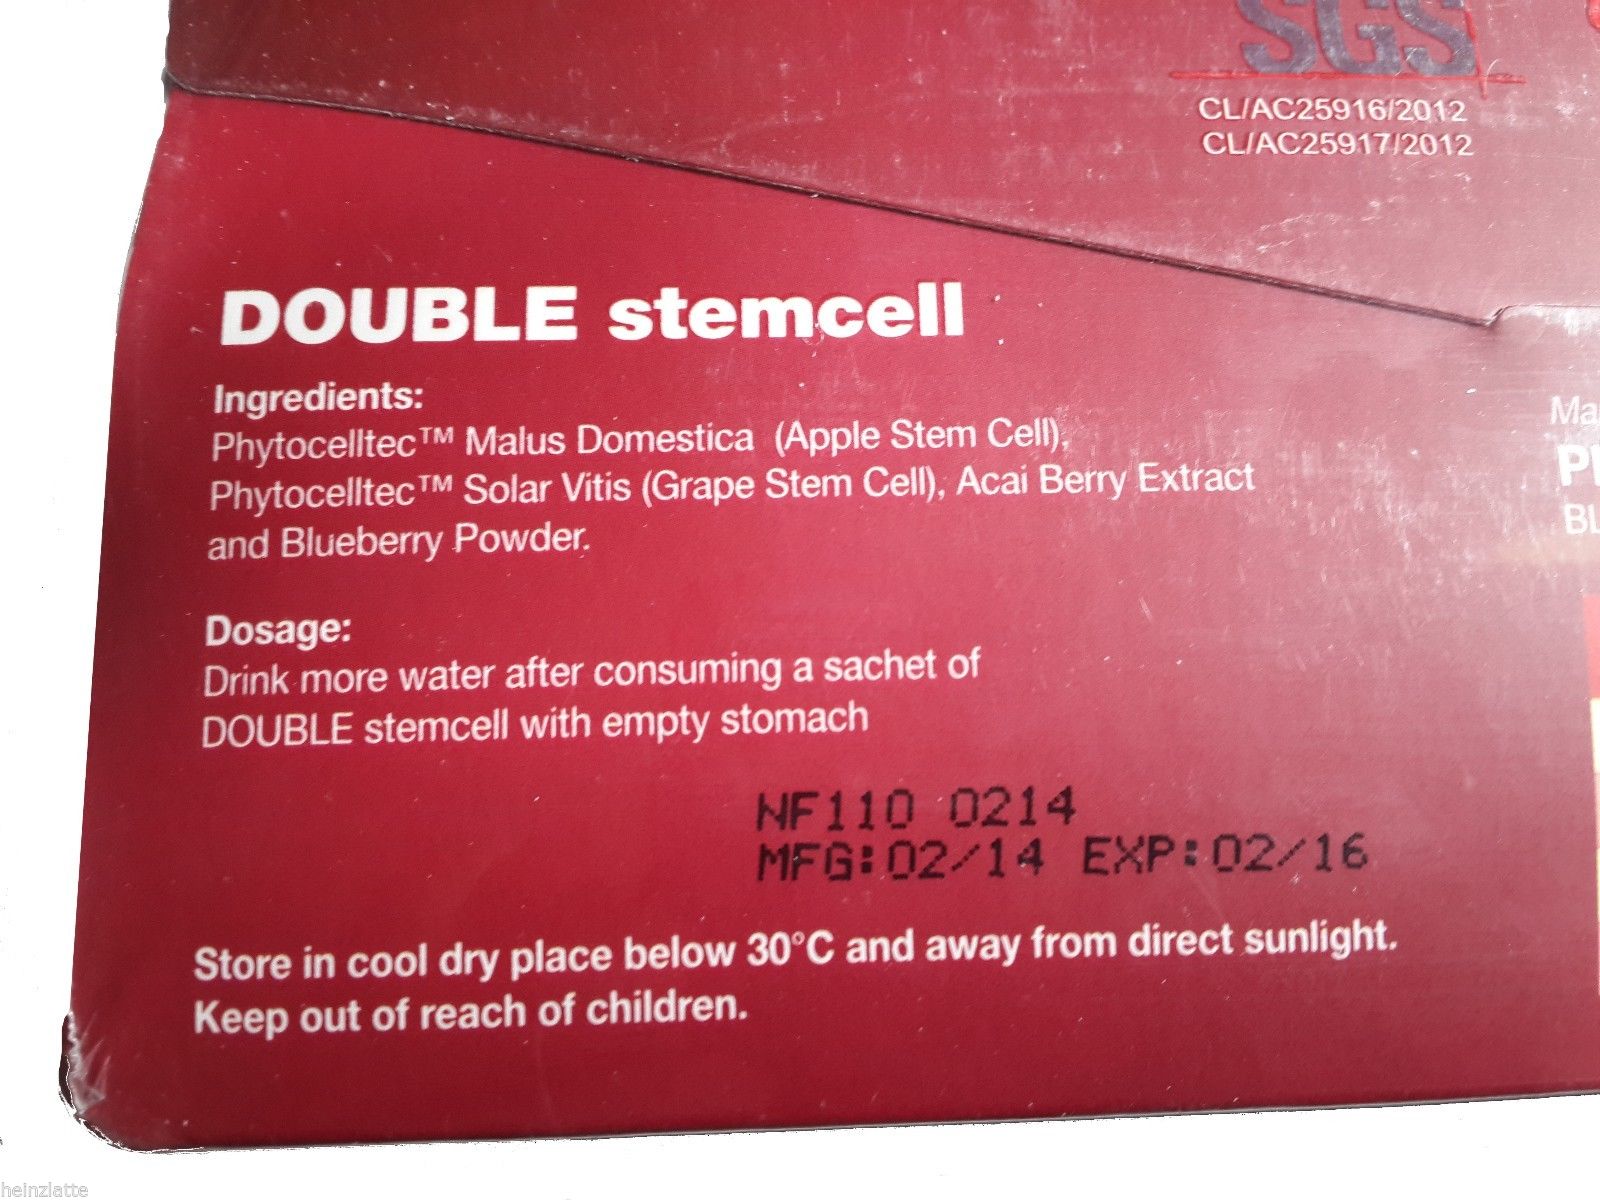 SGS
CL/AC25916/2012
CL/AC25917/2012
DOUBLE stemcell
Ingredients:
Phytocelltec™ Malus Domestica (Apple Stem Cell),
Phytocelltec™ Solar Vitis (Grape Stem Cell), Acai Berry Extract
and Blueberry Powder.
Dosage:
Drink more water after consuming a sachet of
DOUBLE stemcell with empty stomach
NF110 0214
MFG:02/14 EXP:02/16
Store in cool dry place below 30°C and away from direct sunlight.
Keep out of reach of children.
heinzlatte